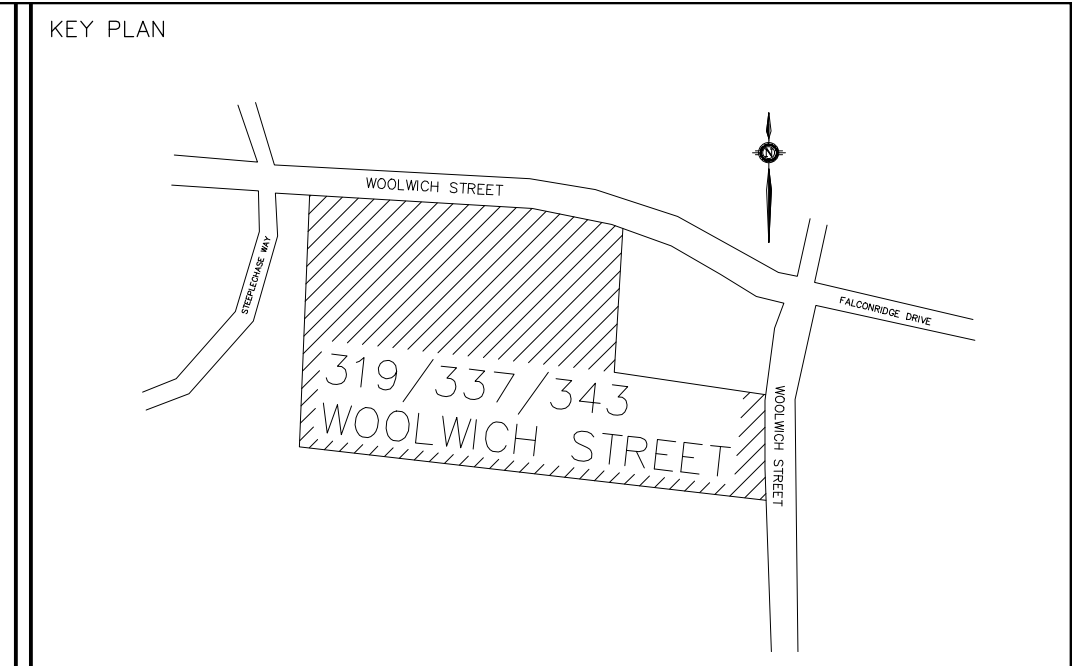 KEY PLAN
N
WOOLWICH STREET
STEEPLECHASE WAY
FALCONRIDGE DRIVE
319/337/343
WOOLWICH STREET
WOOLWICH STREET